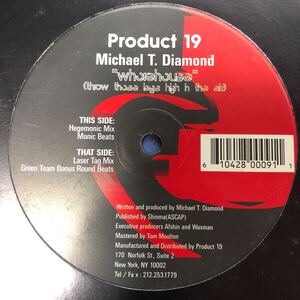 Product 19
Michael T. Diamond
"whorehouse"
(throw those legs high in the air)
THIS SIDE:
Hegemonic Mix
Monic Beats
THAT SIDE:
Laser Tag Mix
Green Team Bonus Round Beats
6 10428 00091 1
Written and produced by Michael T. Diamond
Published by Shinma(ASCAP)
Executive producers Afshin and Waxman
Mastered by Tom Moulton
Manufactured and Distributed by Product 19
170 Norfolk St., Suite 2
New York, NY 10002
Tel / Fax : 212.253.1779